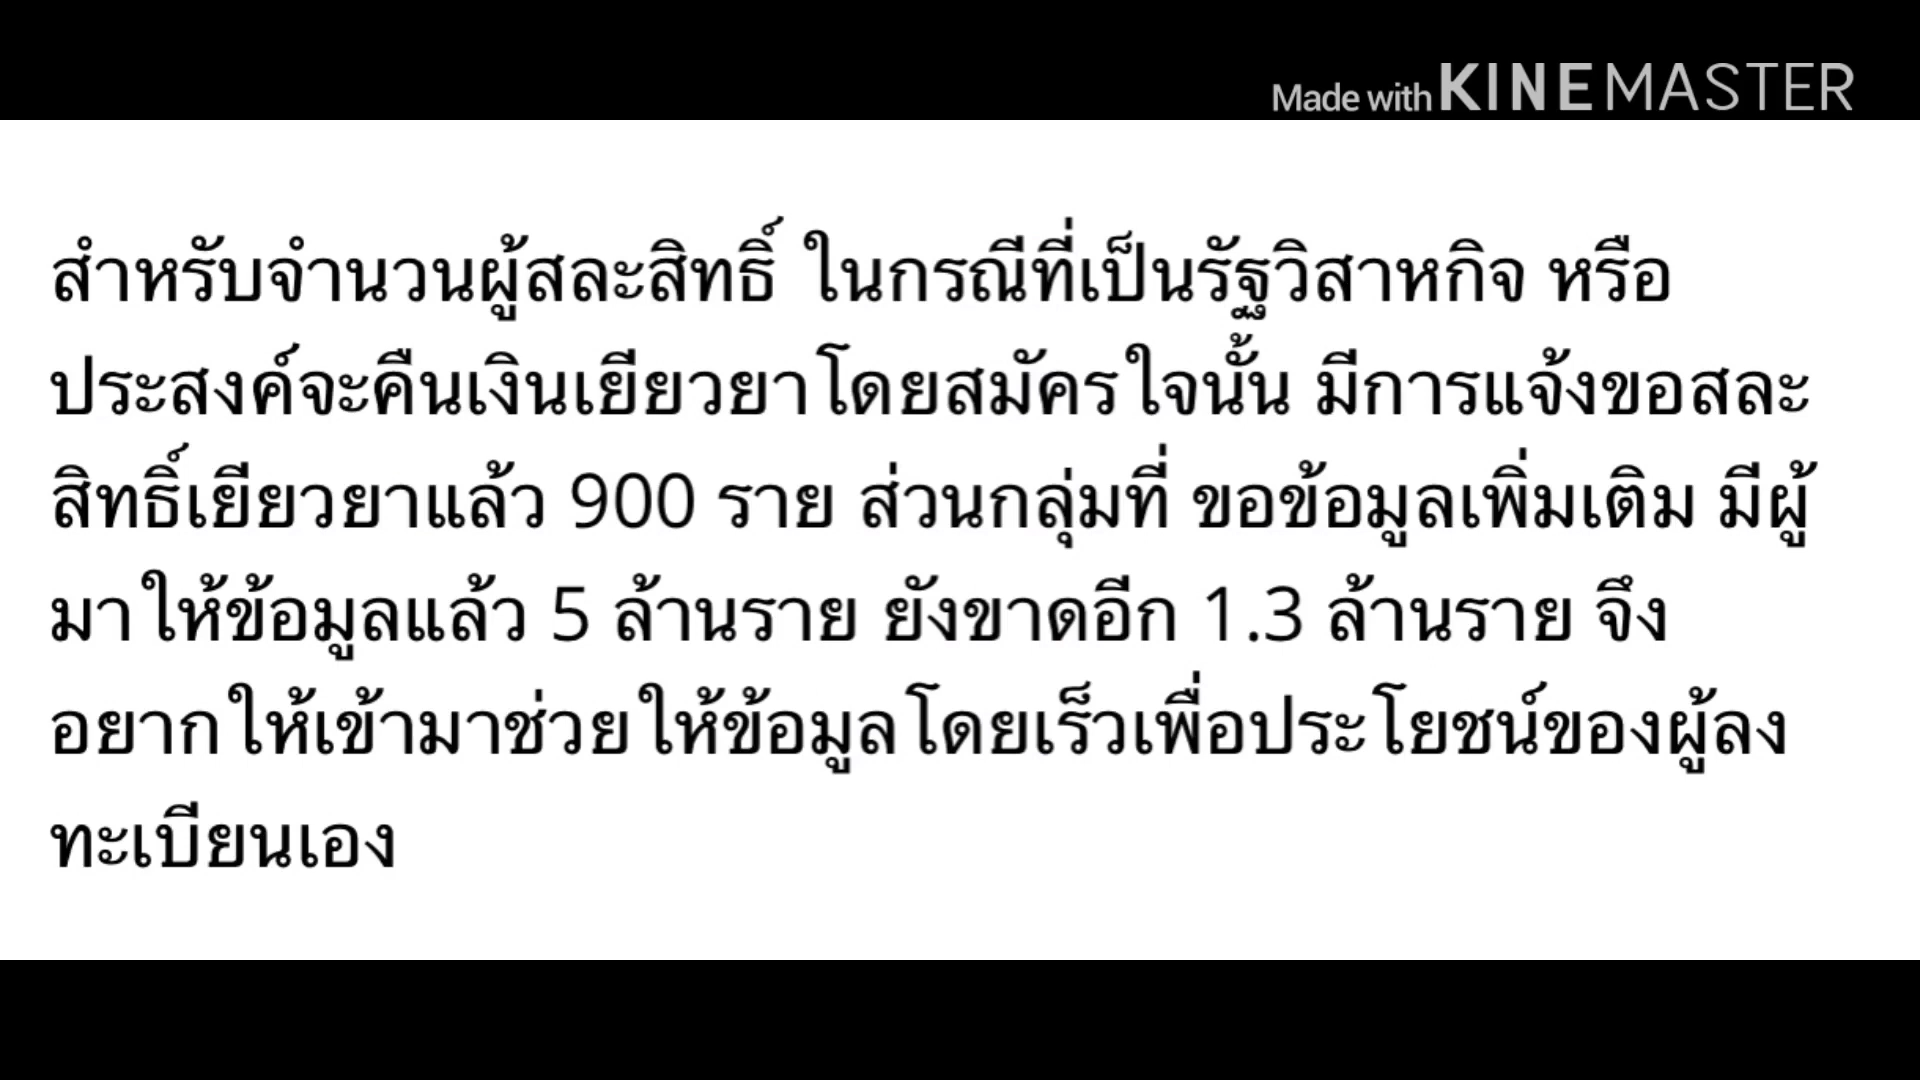 Made with KINEMASTER
สำหรับจำนวนผู้สละสิทธิ์ ในกรณีที่เป็นรัฐวิสาหกิจ หรือ
ประสงค์จะคืนเงินเยียวยาโดยสมัครใจนั้น มีการแจ้งขอสละ
สิทธิ์เยียวยาแล้ว 900 ราย ส่วนกลุ่มที่ ขอข้อมูลเพิ่มเติม มีผู้
มาให้ข้อมูลแล้ว 5 ล้านราย ยังขาดอีก 1.3 ล้านราย จึง
อยากให้เข้ามาช่วยให้ข้อมูลโดยเร็วเพื่อประโยชน์ของผู้ลง
ทะเบียนเอง